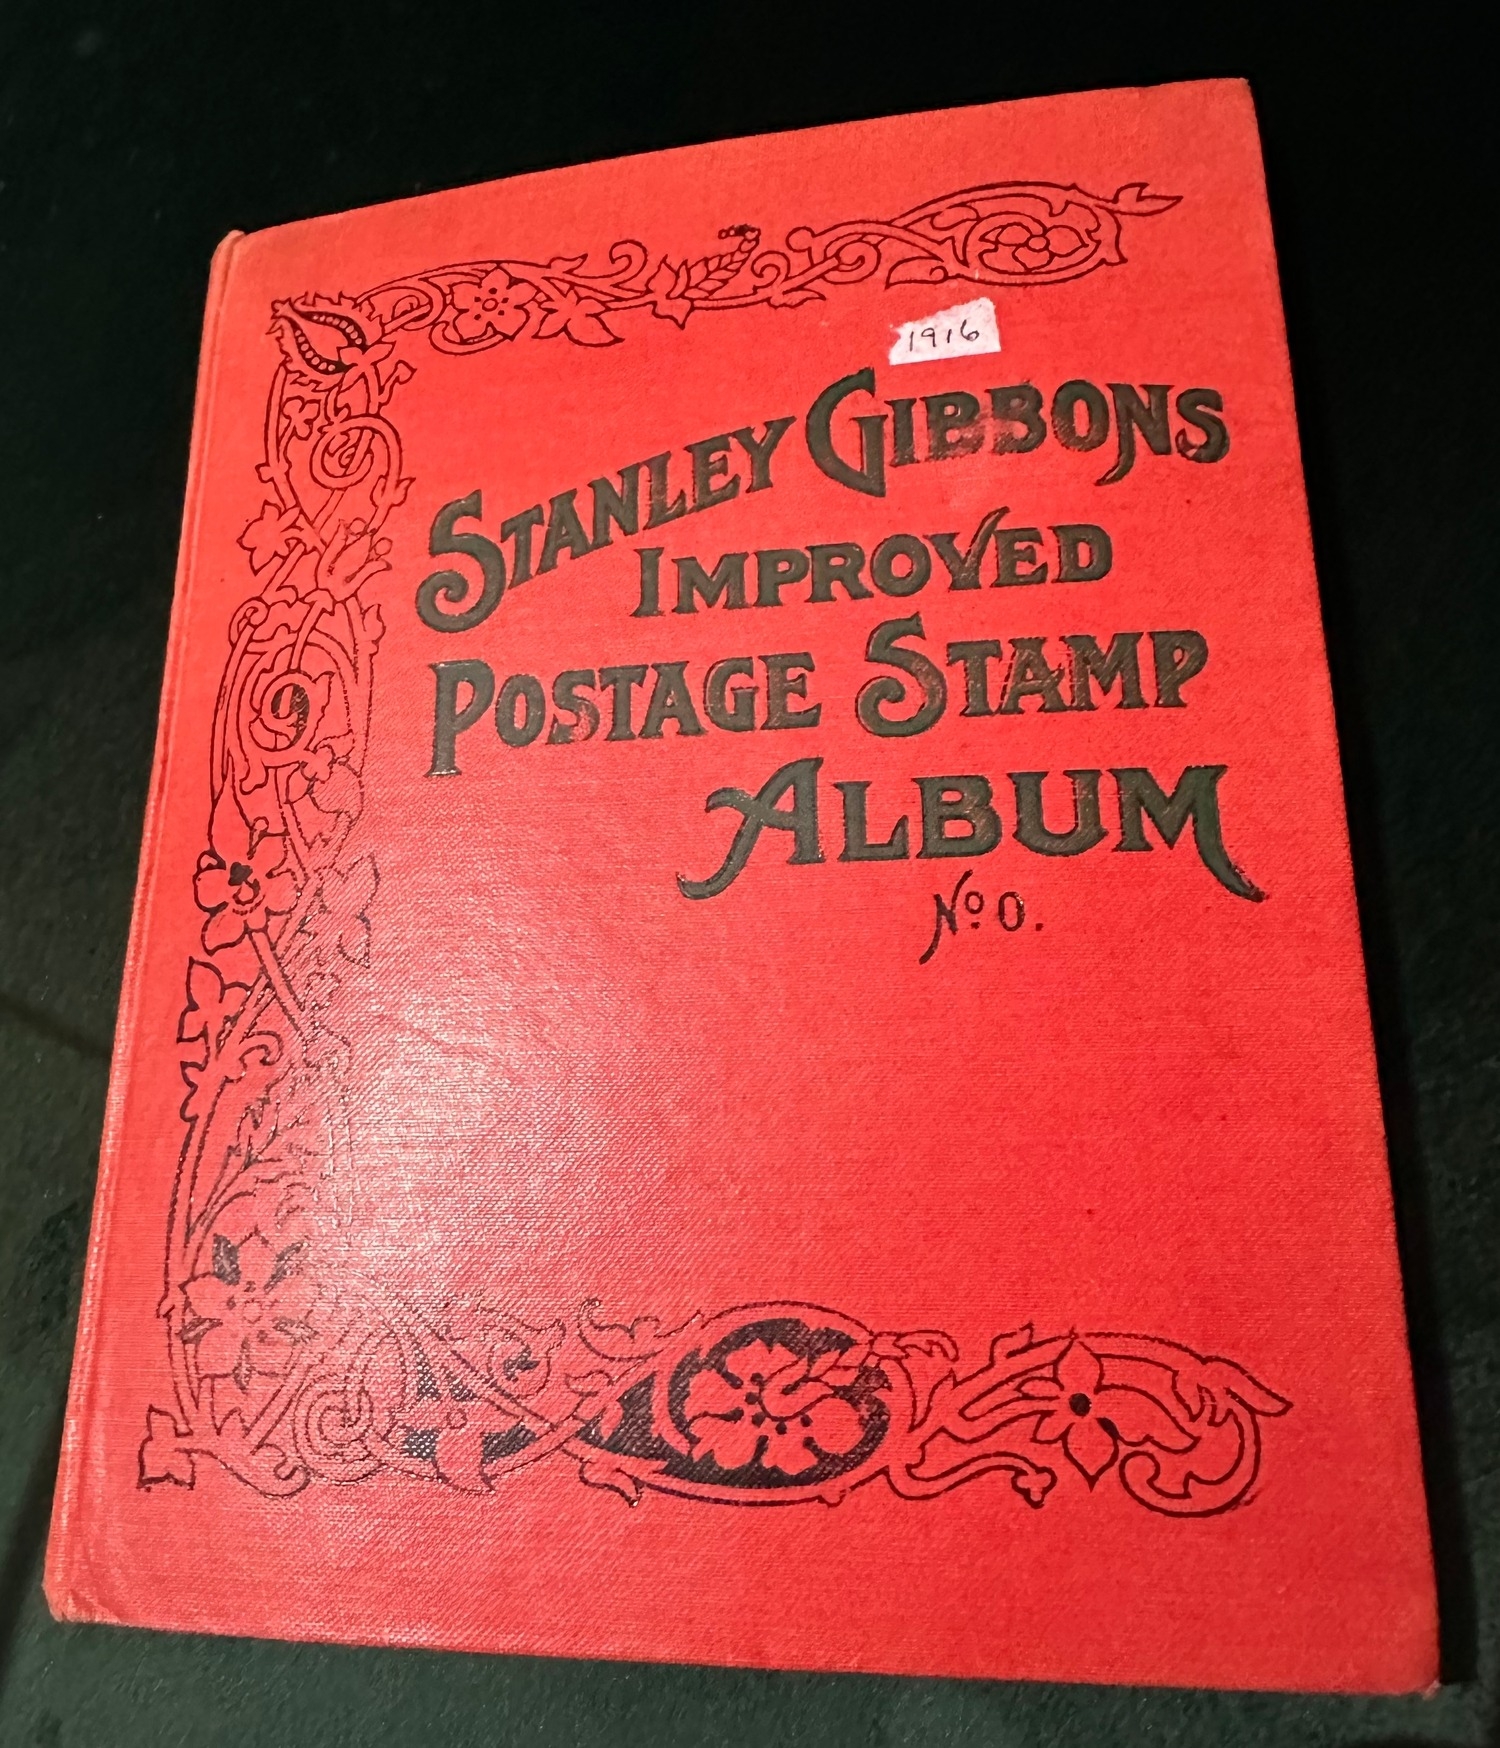 1916
STANLEY GIBBONS
IMPROVED
POSTAGE STAMP
ALBUM
No 0.